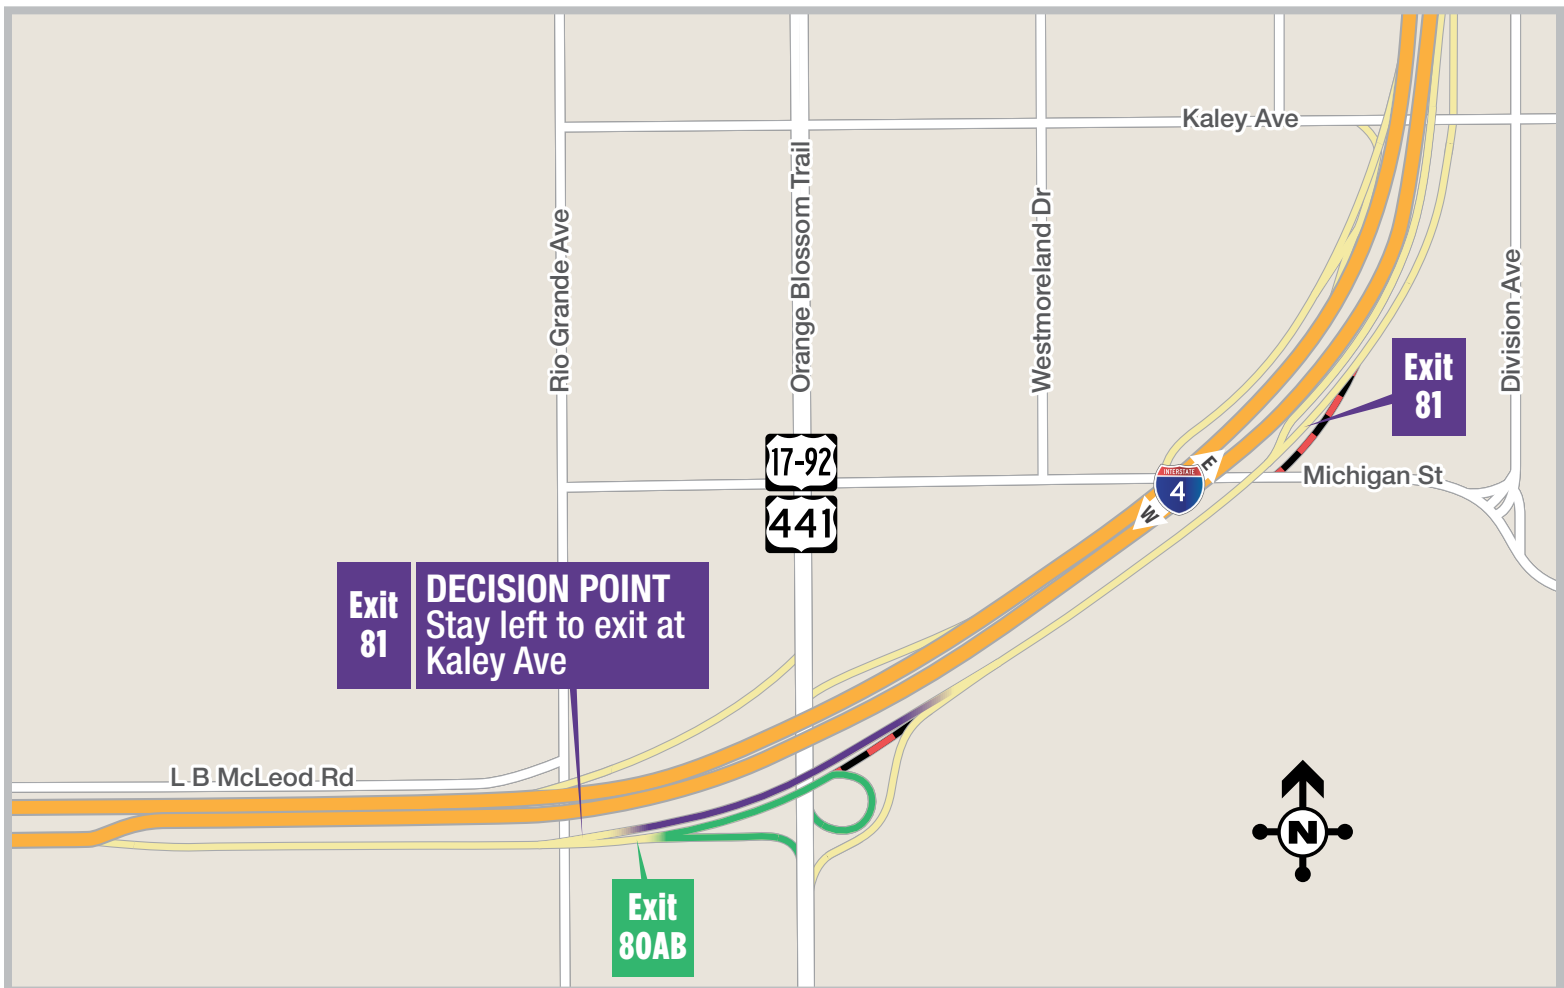 Kaley Ave
Rio Grande Ave
Orange Blossom Trail
Westmoreland Dr
Division Ave
Exit
81
17-92
441
INTERSTATE
4
E
W
Michigan St
Exit
81
DECISION POINT
Stay left to exit at
Kaley Ave
L B McLeod Rd
Exit
80AB
N